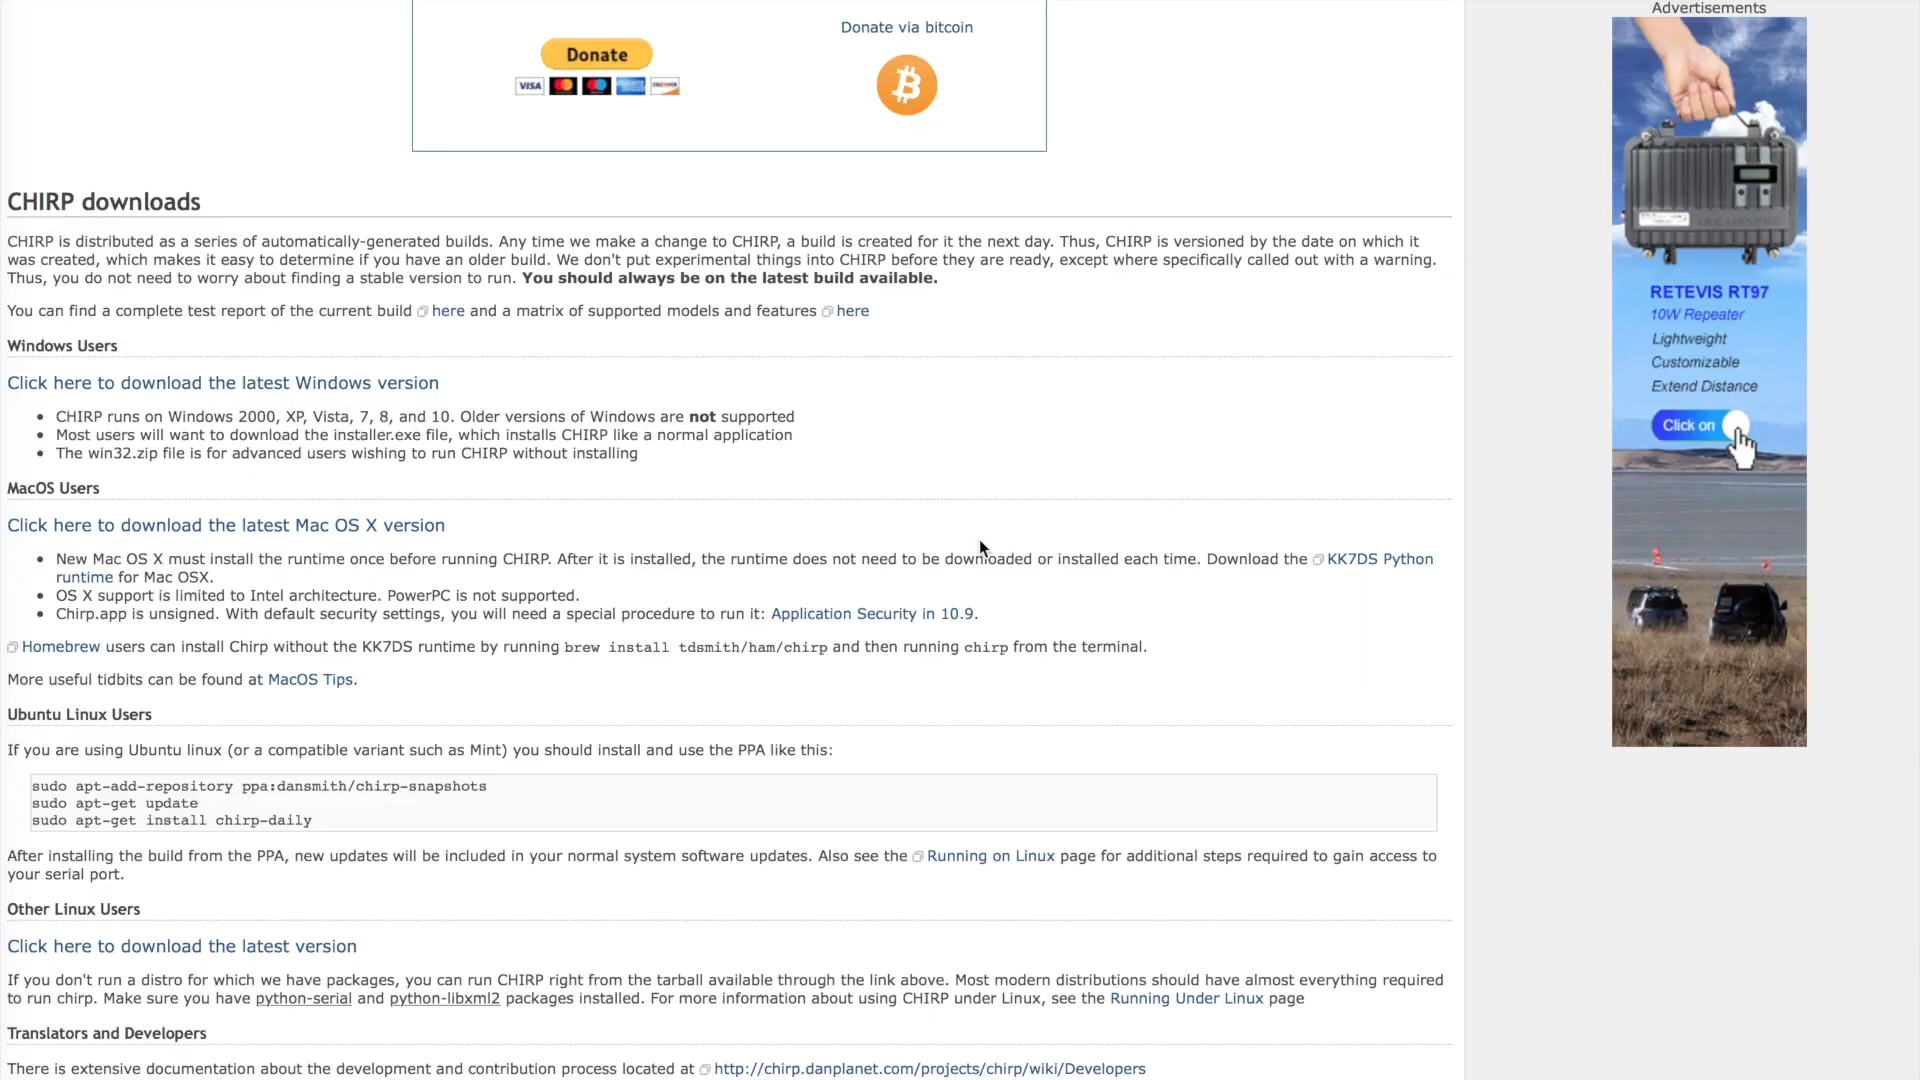 Advertisements
Donate via bitcoin
Donate
VISA
DISCOVER
CHIRP downloads
CHIRP is distributed as a series of automatically-generated builds. Any time we make a change to CHIRP, a build is created for it the next day. Thus, CHIRP is versioned by the date on which it
was created, which makes it easy to determine if you have an older build. We don't put experimental things into CHIRP before they are ready, except where specifically called out with a warning.
Thus, you do not need to worry about finding a stable version to run. You should always be on the latest build available.
You can find a complete test report of the current build here and a matrix of supported models and features here
Windows Users
Click here to download the latest Windows version
• CHIRP runs on Windows 2000, XP, Vista, 7, 8, and 10. Older versions of Windows are not supported
• Most users will want to download the installer.exe file, which installs CHIRP like a normal application
• The win32.zip file is for advanced users wishing to run CHIRP without installing
MacOS Users
Click here to download the latest Mac OS X version
• New Mac OS X must install the runtime once before running CHIRP. After it is installed, the runtime does not need to be downloaded or installed each time. Download the KK7DS Python
runtime for Mac OSX.
• OS X support is limited to Intel architecture. PowerPC is not supported.
• Chirp.app is unsigned. With default security settings, you will need a special procedure to run it: Application Security in 10.9.
Homebrew users can install Chirp without the KK7DS runtime by running brew install tdsmith/ham/chirp and then running chirp from the terminal.
More useful tidbits can be found at MacOS Tips.
Ubuntu Linux Users
If you are using Ubuntu linux (or a compatible variant such as Mint) you should install and use the PPA like this:
sudo apt-add-repository ppa:dansmith/chirp-snapshots
sudo apt-get update
sudo apt-get install chirp-daily
After installing the build from the PPA, new updates will be included in your normal system software updates. Also see the Running on Linux page for additional steps required to gain access to
your serial port.
Other Linux Users
Click here to download the latest version
If you don't run a distro for which we have packages, you can run CHIRP right from the tarball available through the link above. Most modern distributions should have almost everything required
to run chirp. Make sure you have python-serial and python-libxml2 packages installed. For more information about using CHIRP under Linux, see the Running Under Linux page
Translators and Developers
There is extensive documentation about the development and contribution process located at http://chirp.danplanet.com/projects/chirp/wiki/Developers
RETEVIS RT97
10W Repeater
Lightweight
Customizable
Extend Distance
Click on